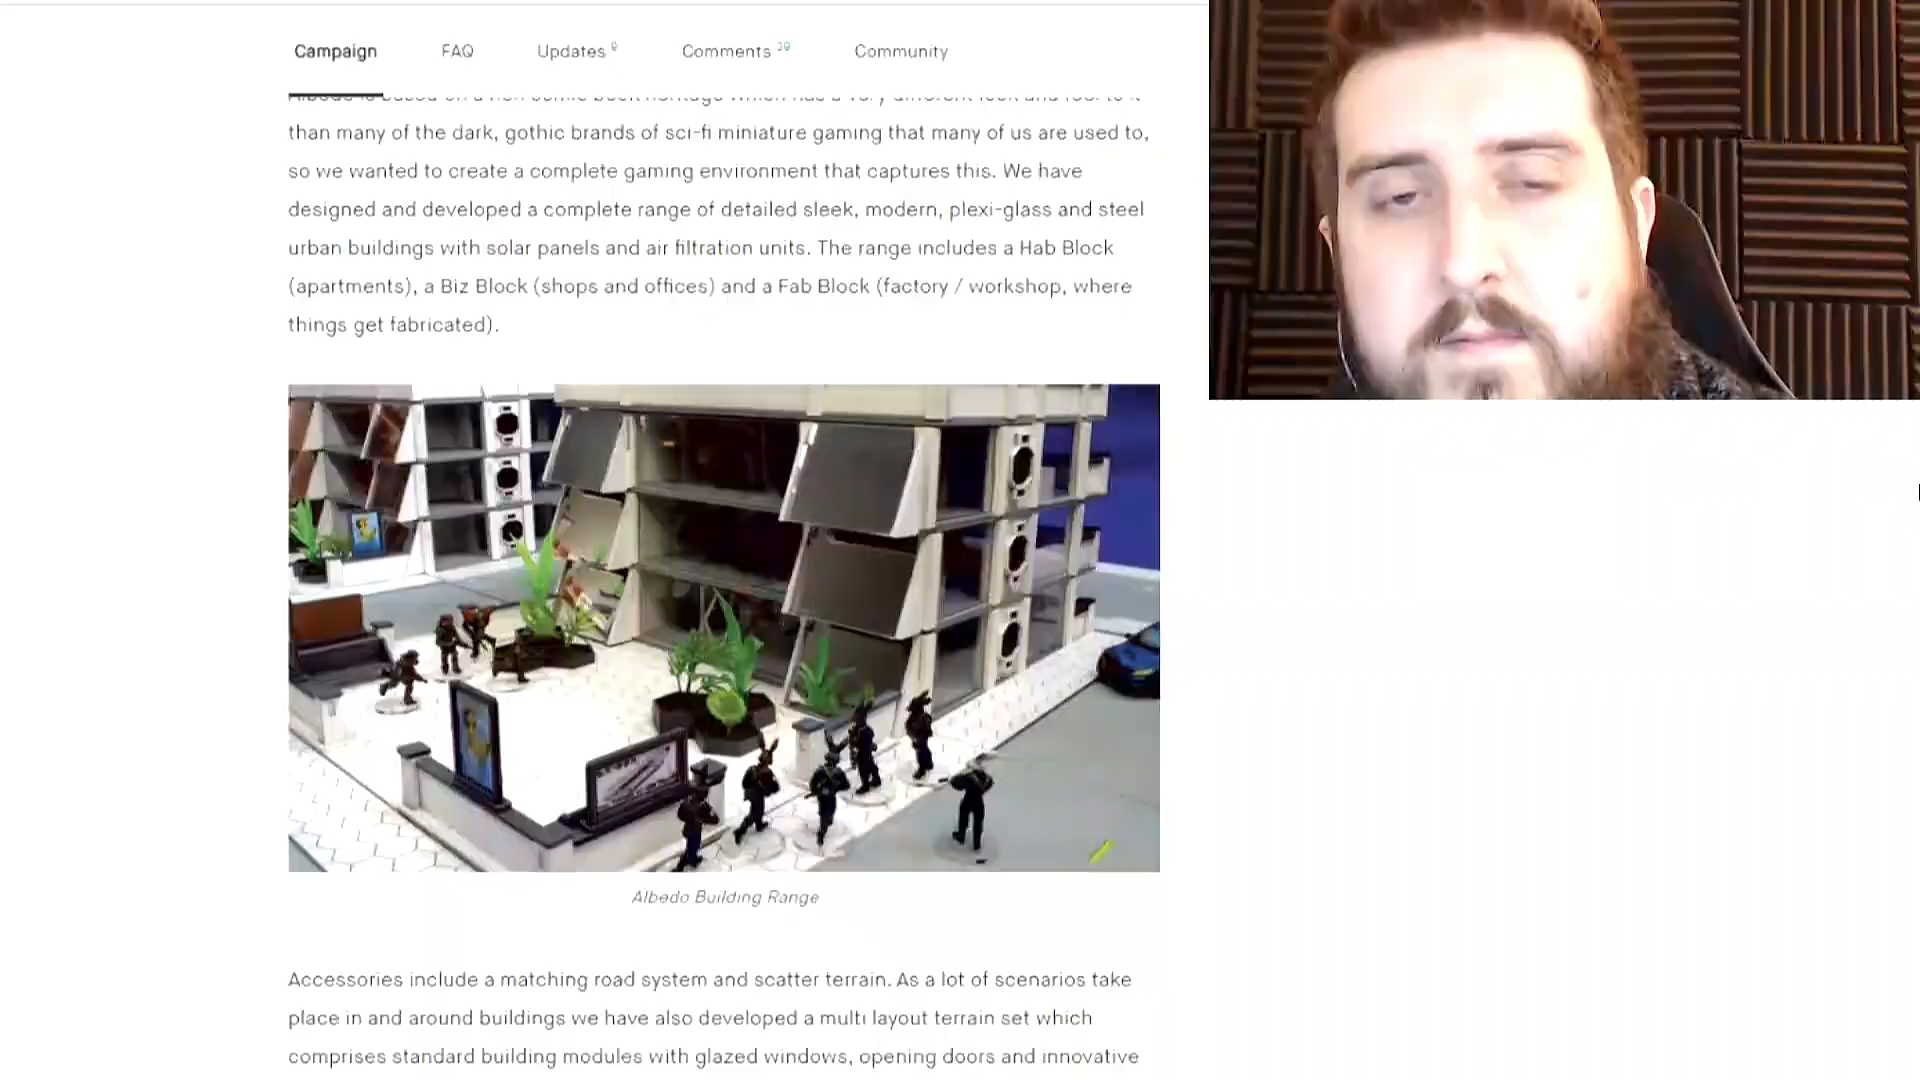 Campaign FAQ Updates Comments Community
than many of the dark, gothic brands of sci-fi miniature gaming that many of us are used to,
so we wanted to create a complete gaming environment that captures this. We have
designed and developed a complete range of detailed sleek, modern, plexi-glass and steel
urban buildings with solar panels and air filtration units. The range includes a Hab Block
(apartments), a Biz Block (shops and offices) and a Fab Block (factory / workshop, where
things get fabricated).
Albedo Building Range
Accessories include a matching road system and scatter terrain. As a lot of scenarios take
place in and around buildings we have also developed a multi layout terrain set which
comprises standard building modules with glazed windows, opening doors and innovative